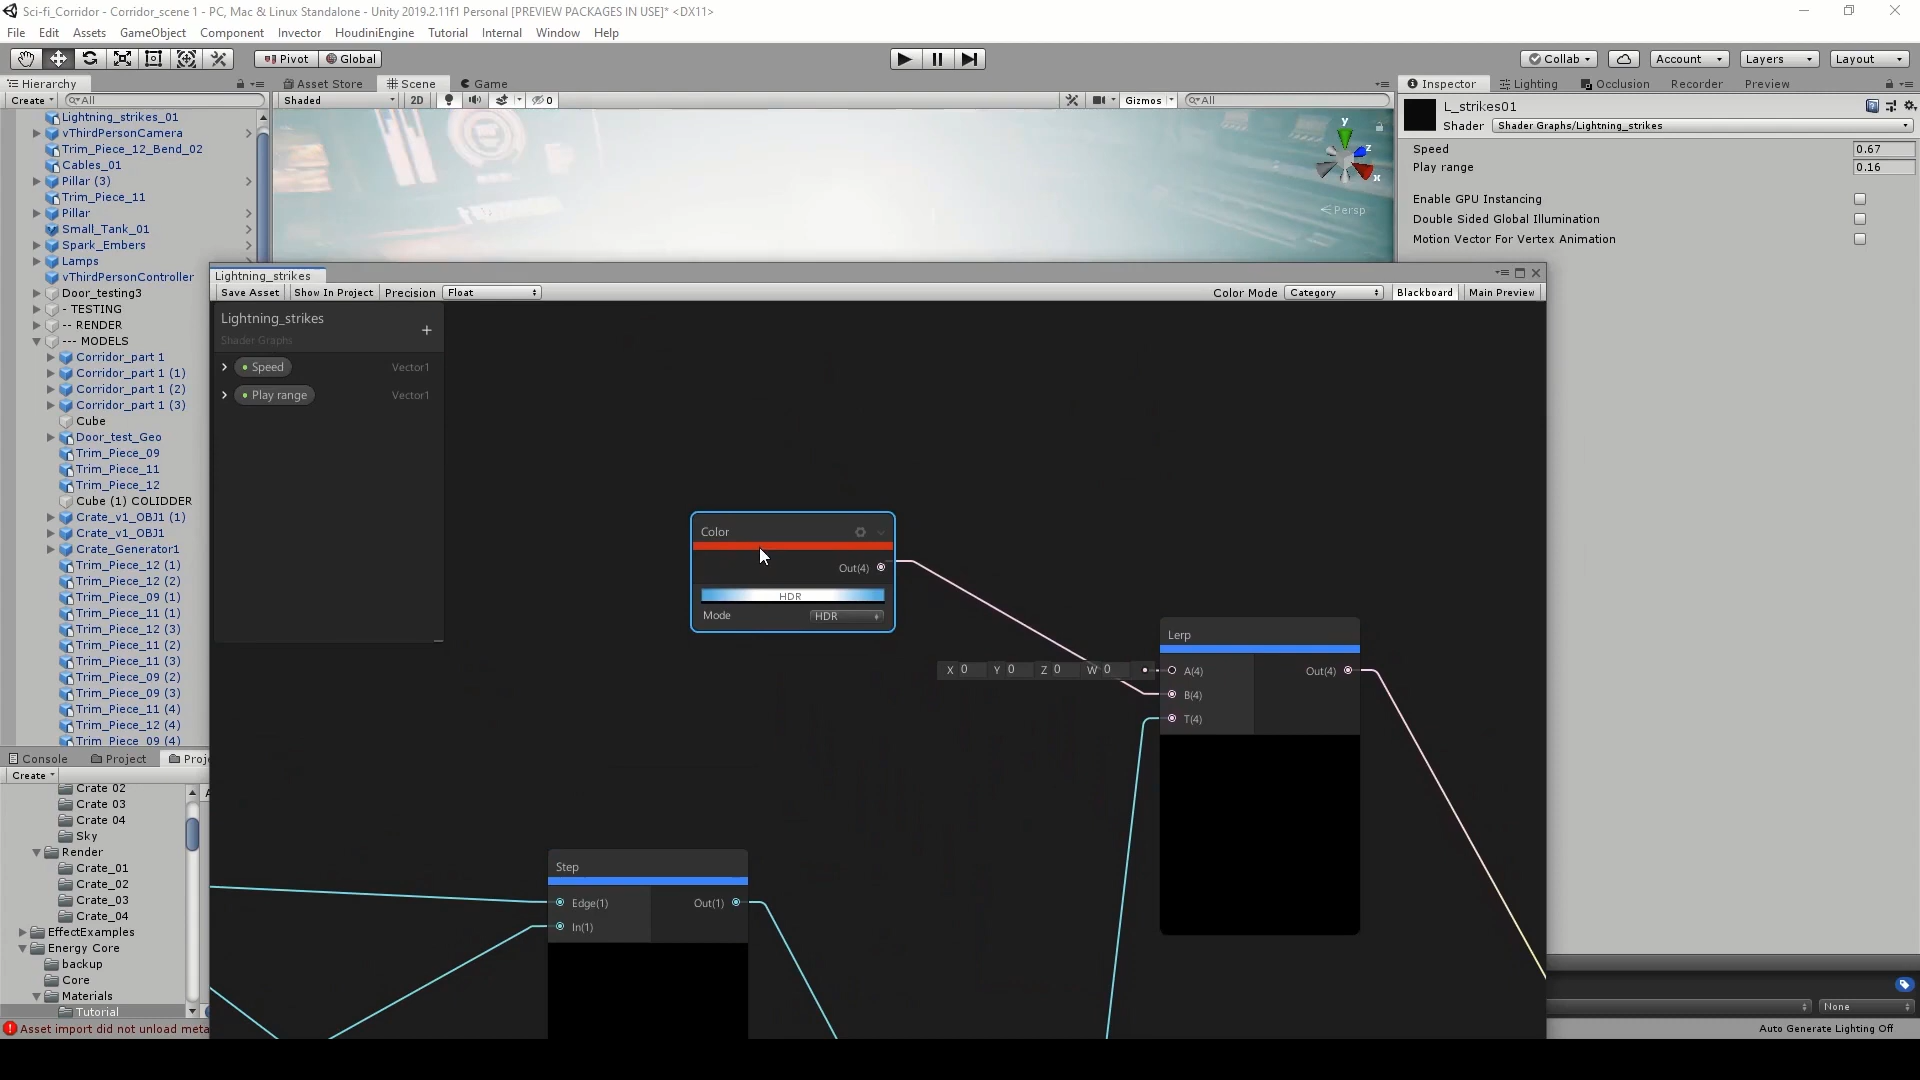 Sci-fi_Corridor - Corridor_scene 1 - PC, Mac & Linux Standalone - Unity 2019.2.11f1 Personal [PREVIEW PACKAGES IN USE]* <DX11>
File Edit Assets GameObject Component Invector HoudiniEngine Tutorial Internal Window Help
Pivot Global Collab Account Layers Layout
Hierarchy Asset Store Scene Game Inspector Lighting Occlusion Recorder Preview
Create All Shaded 2D 0 Gizmos All
L_strikes01
Shader Shader Graphs/Lightning_strikes
Speed 0.67
Play range 0.16
Enable GPU Instancing
Double Sided Global Illumination
Motion Vector For Vertex Animation
y
z
x
Persp
Lightning_strikes_01
vThirdPersonCamera
Trim_Piece_12_Bend_02
Cables_01
Pillar (3)
Trim_Piece_11
Pillar
Small_Tank_01
Spark_Embers
Lamps
vThirdPersonController
Door_testing3
- TESTING
-- RENDER
--- MODELS
Corridor_part 1
Corridor_part 1 (1)
Corridor_part 1 (2)
Corridor_part 1 (3)
Cube
Door_test_Geo
Trim_Piece_09
Trim_Piece_11
Trim_Piece_12
Cube (1) COLIDDER
Crate_v1_OBJ1 (1)
Crate_v1_OBJ1
Crate_Generator1
Trim_Piece_12 (1)
Trim_Piece_12 (2)
Trim_Piece_09 (1)
Trim_Piece_11 (1)
Trim_Piece_12 (3)
Trim_Piece_11 (2)
Trim_Piece_11 (3)
Trim_Piece_09 (2)
Trim_Piece_09 (3)
Trim_Piece_11 (4)
Trim_Piece_12 (4)
Trim_Piece_09 (4)
Lightning_strikes
Save Asset Show In Project Precision Float Color Mode Category Blackboard Main Preview
Lightning_strikes
Shader Graphs
Speed Vector1
Play range Vector1
Color
Out(4)
HDR
Mode HDR
Lerp
X 0 Y 0 Z 0 W 0 A(4) Out(4)
B(4)
T(4)
Step
Edge(1) Out(1)
In(1)
Console Project Proj
Create
Crate 02
Crate 03
Crate 04
Sky
Render
Crate_01
Crate_02
Crate_03
Crate_04
EffectExamples
Energy Core
backup
Core
Materials
Tutorial
None
Asset import did not unload meta
Auto Generate Lighting Off